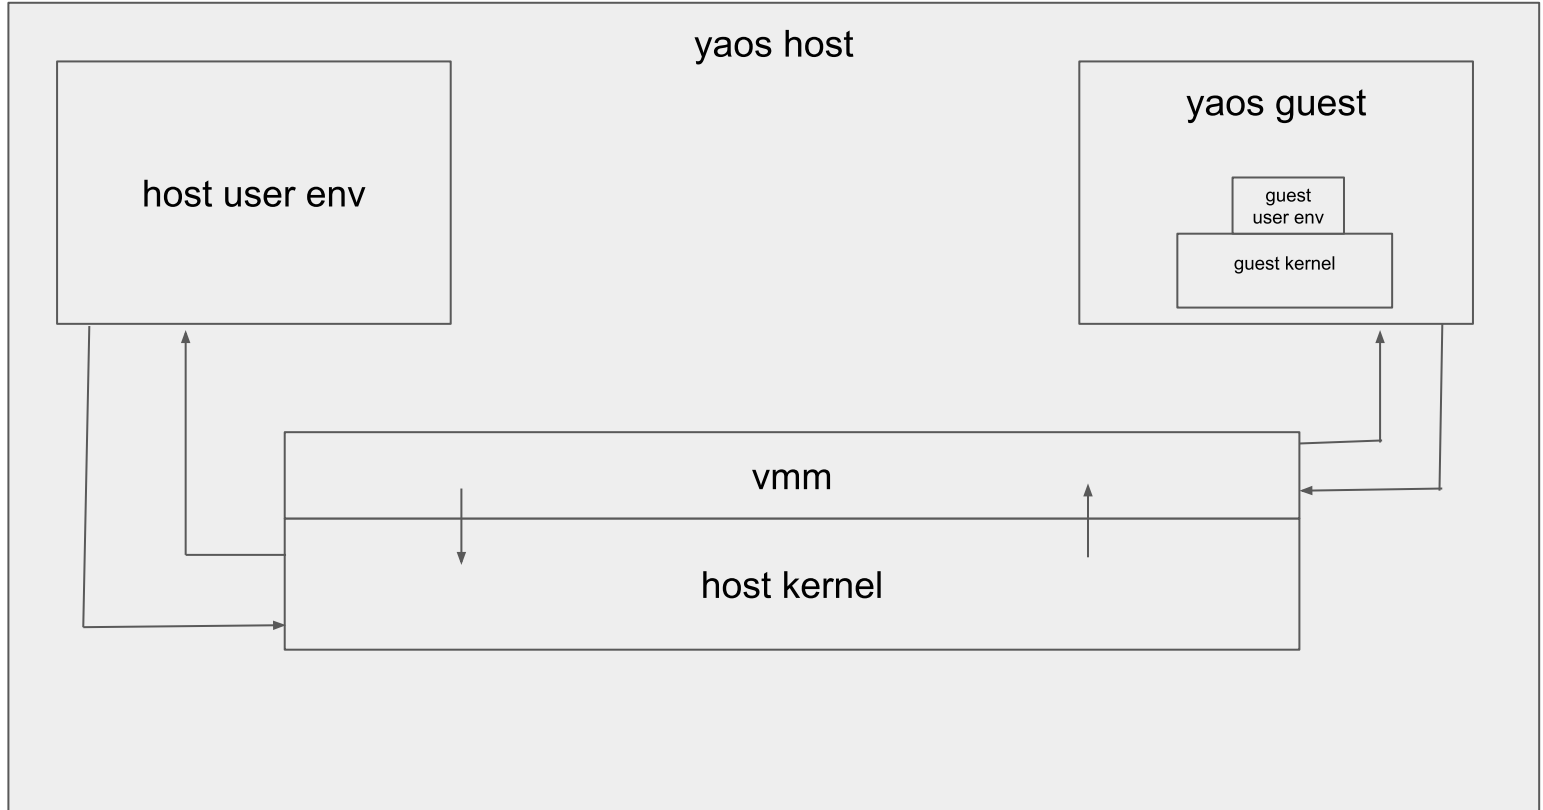 yaos host
host user env
yaos guest
guest
user env
guest kernel
vmm
host kernel